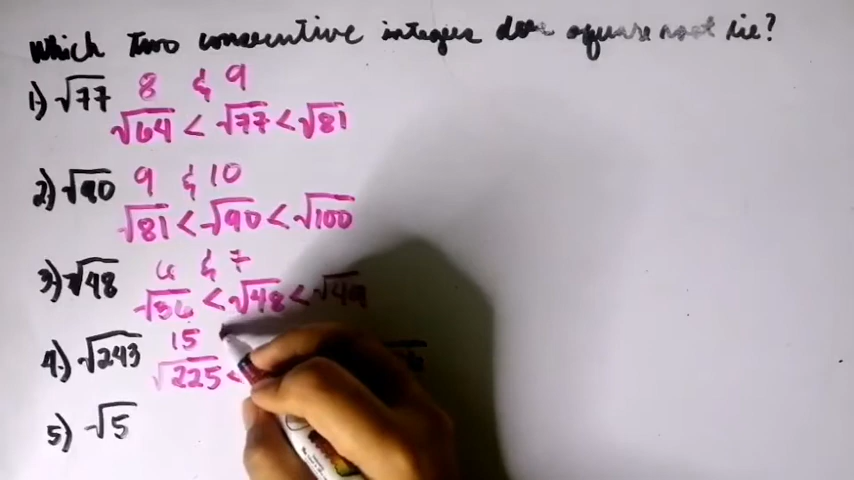 Which two consecutive integers does square root lie?
1.) √77 8 & 9
√64 < √77 < √81
2.) √90 9 & 10
√81 < √90 < √100
3.) √48 6 & 7
√36 < √48 < √49
4.) √243 15
√225 <
5.) √5